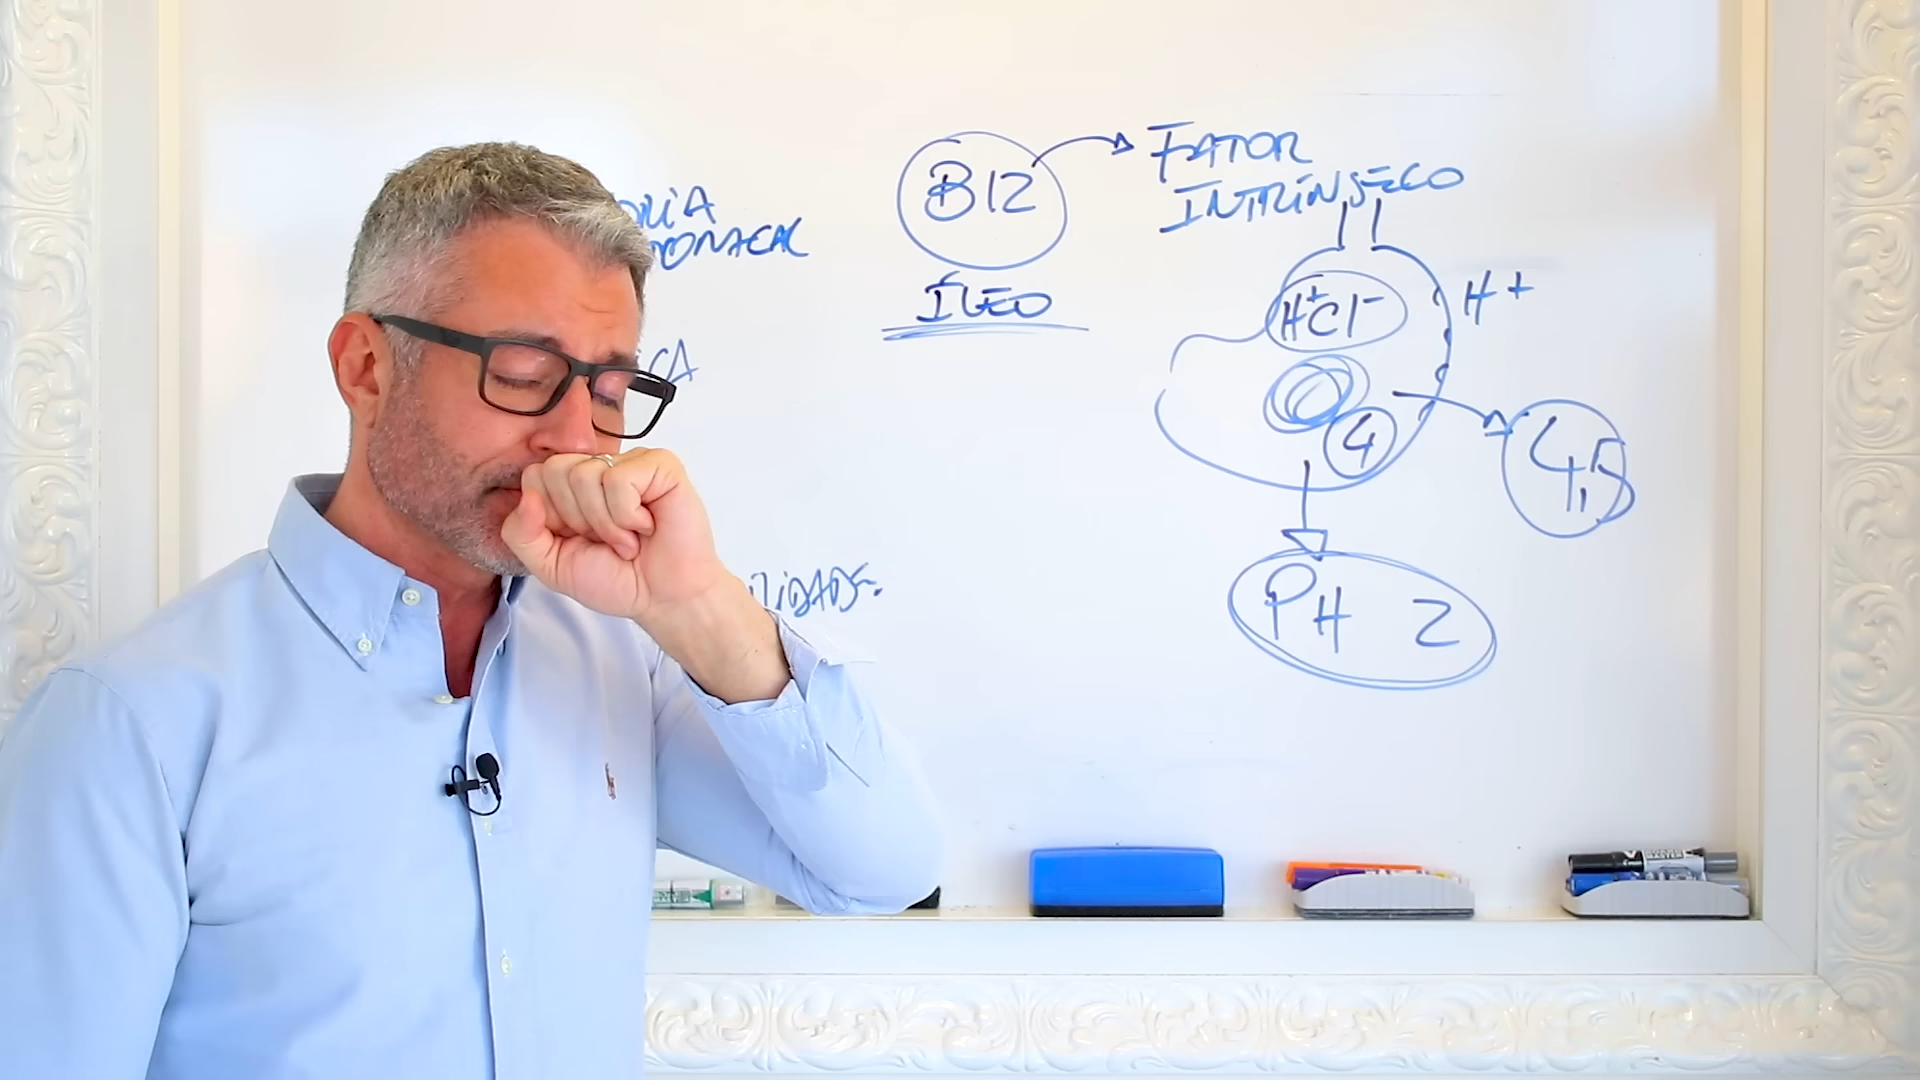 B12
FATOR
INTRÍNSECO
ÍLEO
H+Cl-
H+
4
4,5
PH 2